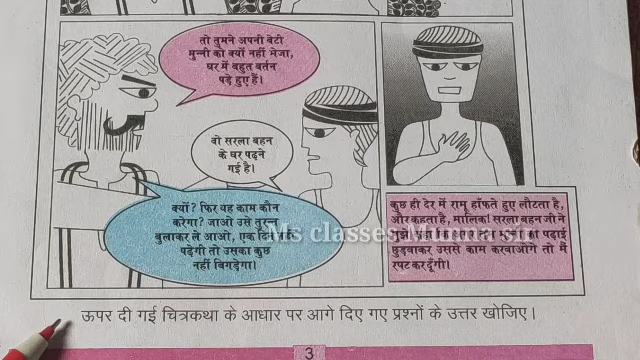 तो तुमने अपनी बेटी
मुन्नी को क्यों नहीं भेजा,
घर में बहुत बर्तन
पड़े हुए हैं।
वो सरला बहन
के घर पढ़ने
गई है।
क्यों? फिर यह काम कौन
करेगा? जाओ उसे तुरन्त
बुलाकर ले आओ, एक दिन नहीं
पढ़ेगी तो उसका कुछ
नहीं बिगड़ेगा।
कुछ ही देर में रामू हाँफते हुए लौटता है,
और कहता है, मालिक! सरला बहन जी ने
मुन्नी की पढ़ाई
छुड़वाकर उससे काम करवाओगे तो मैं
रपट कर दूँगी।
Ms classes
ऊपर दी गई चित्रकथा के आधार पर आगे दिए गए प्रश्नों के उत्तर खोजिए।
3